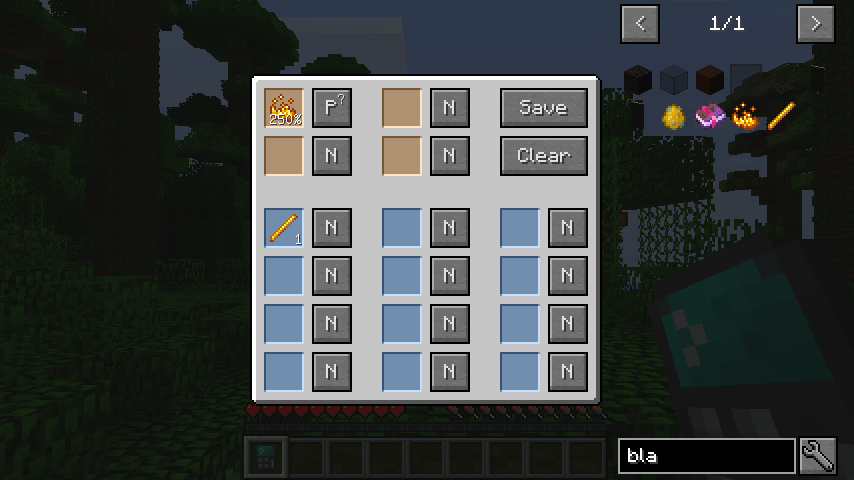 < 1/1 >
250% P? N Save
N N Clear
1 N N N
N N N
N N N
N N N
bla